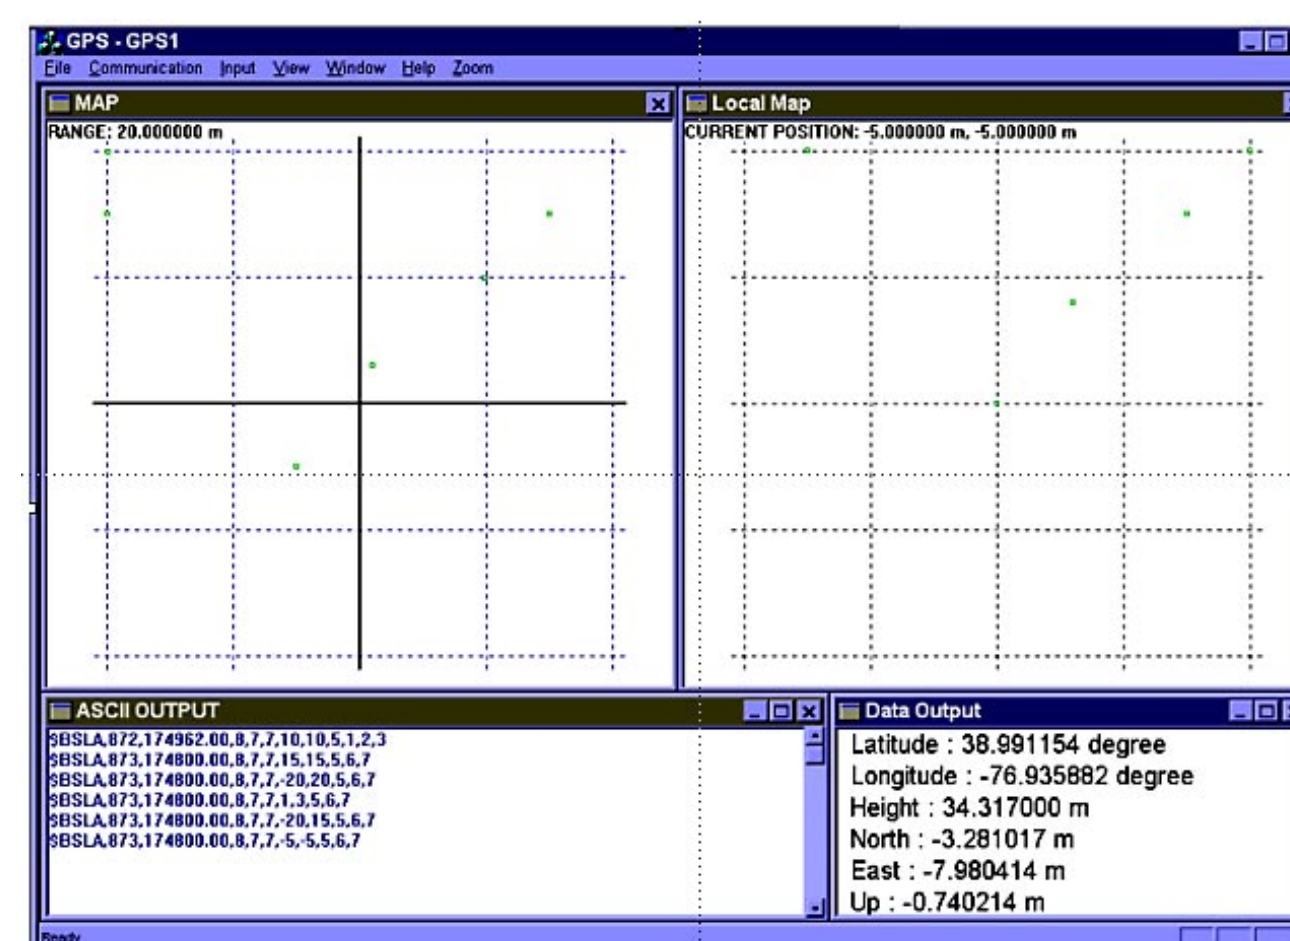 GPS - GPS1
File Communication Input View Window Help Zoom
MAP
RANGE: 20.000000 m
Local Map
CURRENT POSITION: -5.000000 m, -5.000000 m
ASCII OUTPUT
$BSLA,872,174962.00,8,7,7,10,10,5,1,2,3
$BSLA,873,174800.00,8,7,7,15,15,5,6,7
$BSLA,873,174800.00,8,7,7,-20,20,5,6,7
$BSLA,873,174800.00,8,7,7,1,3,5,6,7
$BSLA,873,174800.00,8,7,7,-20,15,5,6,7
$BSLA,873,174800.00,8,7,7,-5,-5,5,6,7
Data Output
Latitude : 38.991154 degree
Longitude : -76.935882 degree
Height : 34.317000 m
North : -3.281017 m
East : -7.980414 m
Up : -0.740214 m
Ready